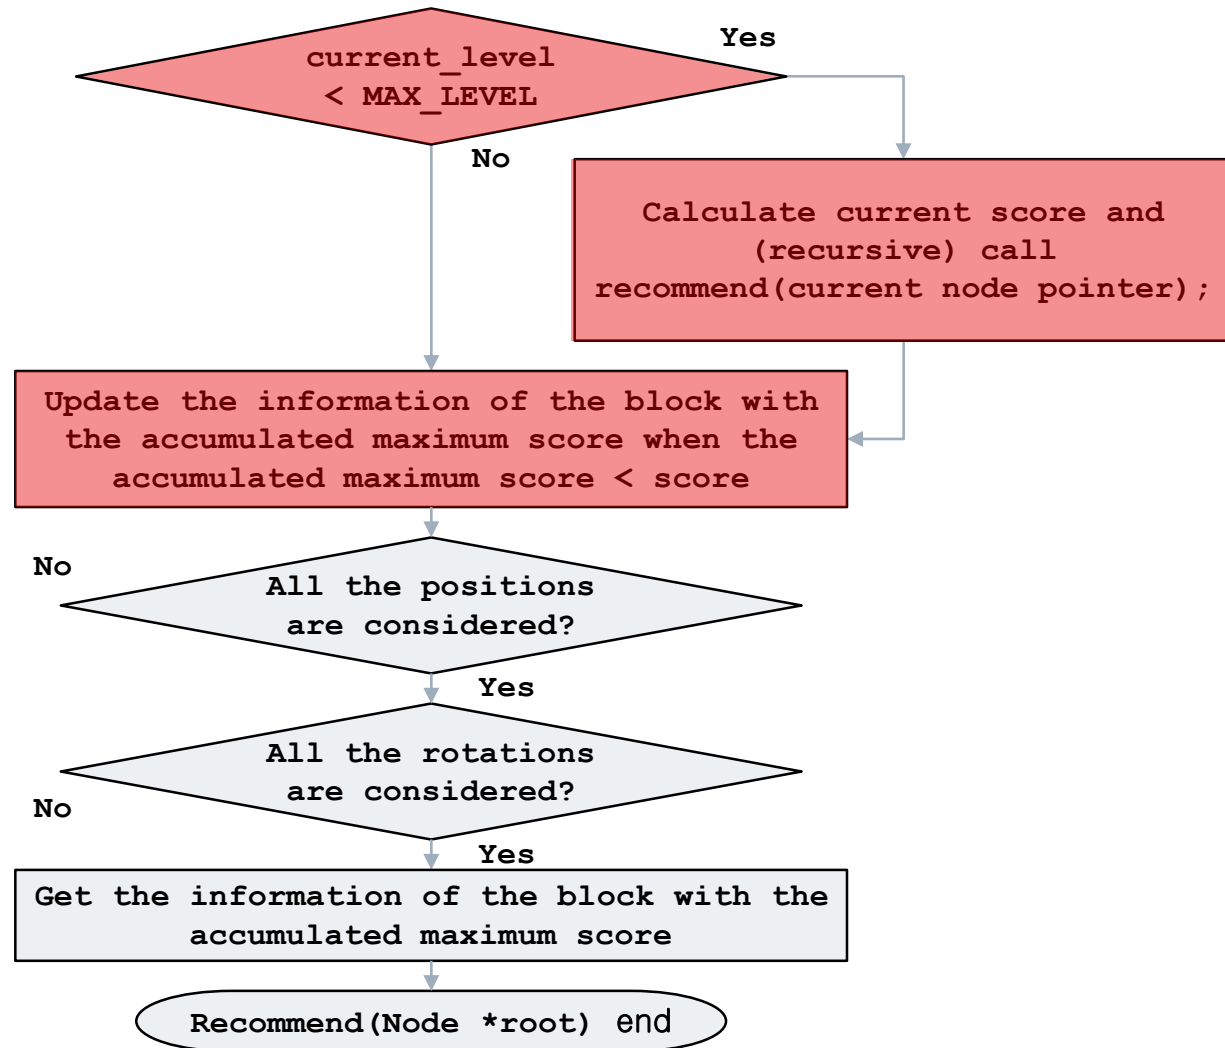 current_level
< MAX_LEVEL
Yes
No
Calculate current score and
(recursive) call
recommend(current node pointer);
Update the information of the block with
the accumulated maximum score when the
accumulated maximum score < score
No
All the positions
are considered?
Yes
All the rotations
are considered?
No
Yes
Get the information of the block with the
accumulated maximum score
Recommend(Node *root) end